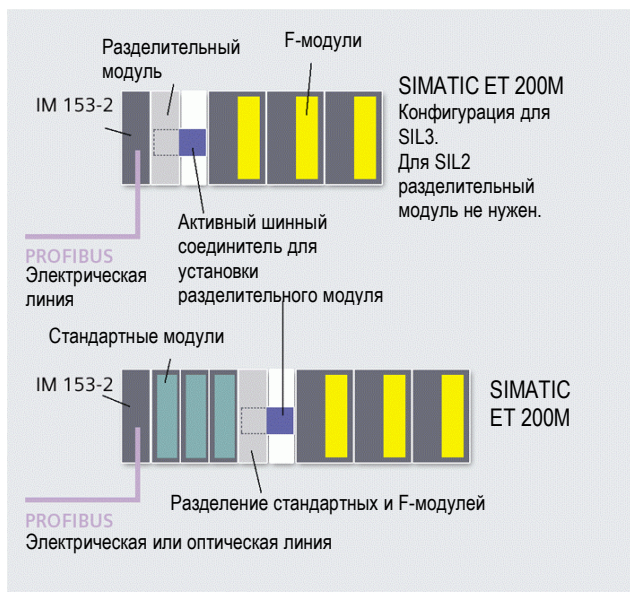 Разделительный
модуль
F-модули
IM 153-2
SIMATIC ET 200M
Конфигурация для
SIL3.
Для SIL2
разделительный
модуль не нужен.
Активный шинный
соединитель для
установки
разделительного модуля
PROFIBUS
Электрическая
линия
Стандартные модули
IM 153-2
SIMATIC
ET 200M
Разделение стандартных и F-модулей
PROFIBUS
Электрическая или оптическая линия